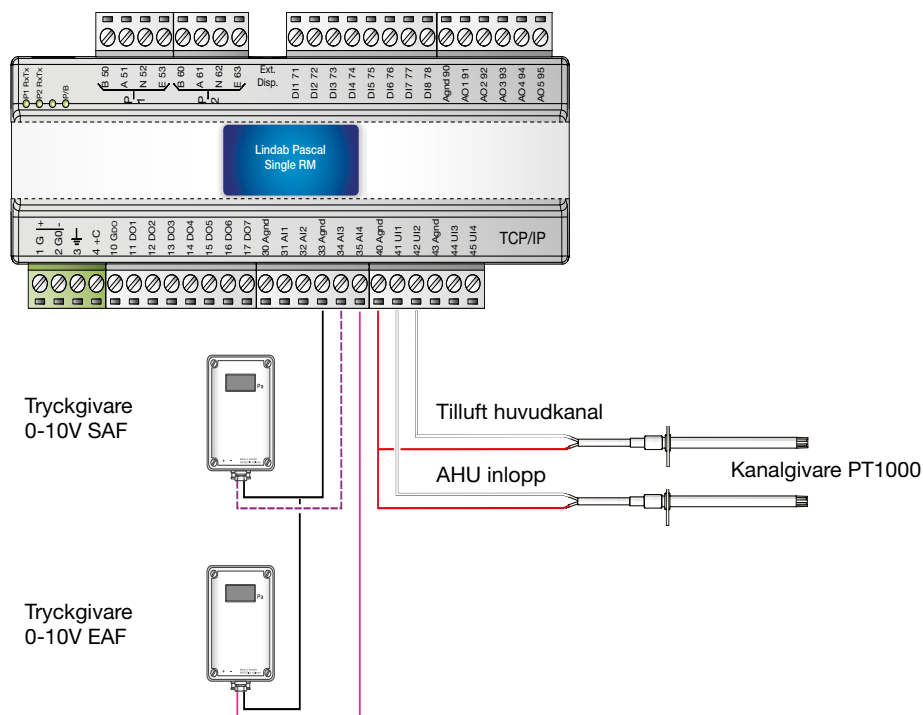 P1 RxTx
P2 RxTx
P/B
B 50
A 51
N 52
E 53
P
1
B 60
A 61
N 62
E 63
P
2
Ext.
Disp.
DI1 71
DI2 72
DI3 73
DI4 74
DI5 75
DI6 76
DI7 77
DI8 78
Agnd 90
AO1 91
AO2 92
AO3 93
AO4 94
AO5 95
Lindab Pascal
Single RM
1 G +
2 G0 -
3
4 +C
10 Gdo
11 DO1
12 DO2
13 DO3
14 DO4
15 DO5
16 DO6
17 DO7
30 Agnd
31 AI1
32 AI2
33 Agnd
34 AI3
35 AI4
40 Agnd
41 UI1
42 UI2
43 Agnd
44 UI3
45 UI4
TCP/IP
Tryckgivare
0-10V SAF
Pa
+ -
Tilluft huvudkanal
AHU inlopp
Kanalgivare PT1000
Tryckgivare
0-10V EAF
Pa
+ -